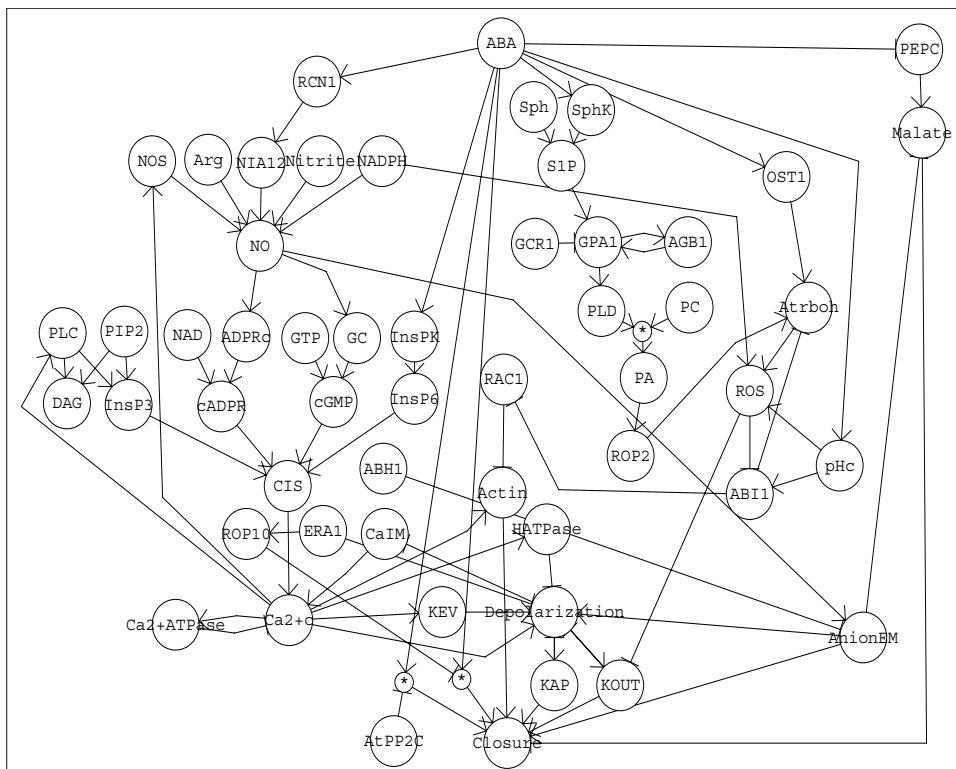 ABA
PEPC
RCN1
Sph
SphK
Malate
NOS
Arg
NIA12
Nitrite
NADPH
S1P
OST1
NO
GCR1
GPA1
AGB1
PLC
PIP2
NAD
ADPRc
GTP
GC
InsPK
PLD
PC
Atrboh
*
DAG
InsP3
cADPR
cGMP
InsP6
RAC1
PA
ROS
ROP2
ABH1
CIS
Actin
ABI1
pHc
ROP10
ERA1
CaIM
HATPase
Ca2+ATPase
Ca2+c
KEV
Depolarization
AnionEM
*
*
KAP
KOUT
AtPP2C
Closure